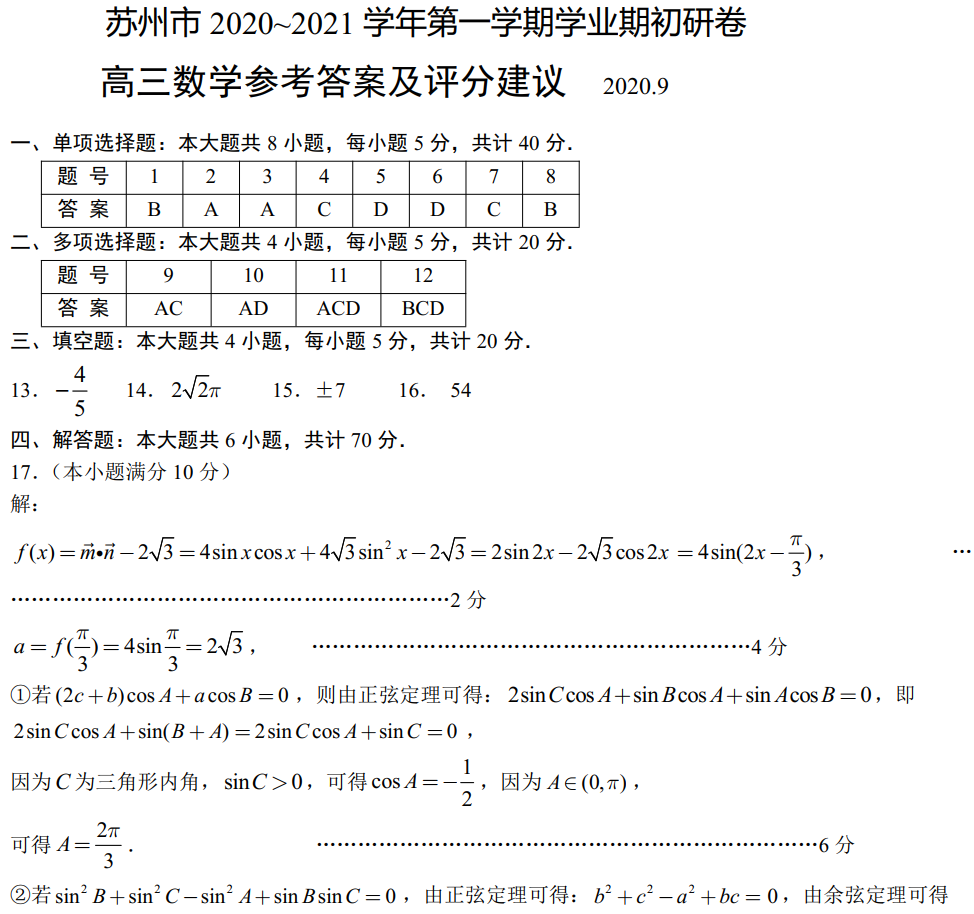 苏州市 2020~2021 学年第一学期学业期初研卷
高三数学参考答案及评分建议 2020.9
一、单项选择题：本大题共 8 小题，每小题 5 分，共计 40 分．
题 号 1 2 3 4 5 6 7 8
答 案 B A A C D D C B
二、多项选择题：本大题共 4 小题，每小题 5 分，共计 20 分．
题 号 9 10 11 12
答 案 AC AD ACD BCD
三、填空题：本大题共 4 小题，每小题 5 分，共计 20 分．
13．$-\frac{4}{5}$ 14．$2\sqrt{2}\pi$ 15．±7 16． 54
四、解答题：本大题共 6 小题，共计 70 分．
17．（本小题满分 10 分）
解：
$f(x)=\vec{m}•\vec{n}-2\sqrt{3}=4\sin x\cos x+4\sqrt{3}\sin^2 x-2\sqrt{3}=2\sin 2x-2\sqrt{3}\cos 2x=4\sin(2x-\frac{\pi}{3})$， …
…………………………………………………………2 分
$a=f(\frac{\pi}{3})=4\sin\frac{\pi}{3}=2\sqrt{3}$， …………………………………………………………4 分
①若$(2c+b)\cos A+a\cos B=0$，则由正弦定理可得：$2\sin C\cos A+\sin B\cos A+\sin A\cos B=0$，即
$2\sin C\cos A+\sin(B+A)=2\sin C\cos A+\sin C=0$，
因为$C$为三角形内角，$\sin C>0$，可得$\cos A=-\frac{1}{2}$，因为$A\in(0,\pi)$，
可得$A=\frac{2\pi}{3}$． …………………………………………………………………6 分
②若$\sin^2 B+\sin^2 C-\sin^2 A+\sin B\sin C=0$，由正弦定理可得：$b^2+c^2-a^2+bc=0$，由余弦定理可得